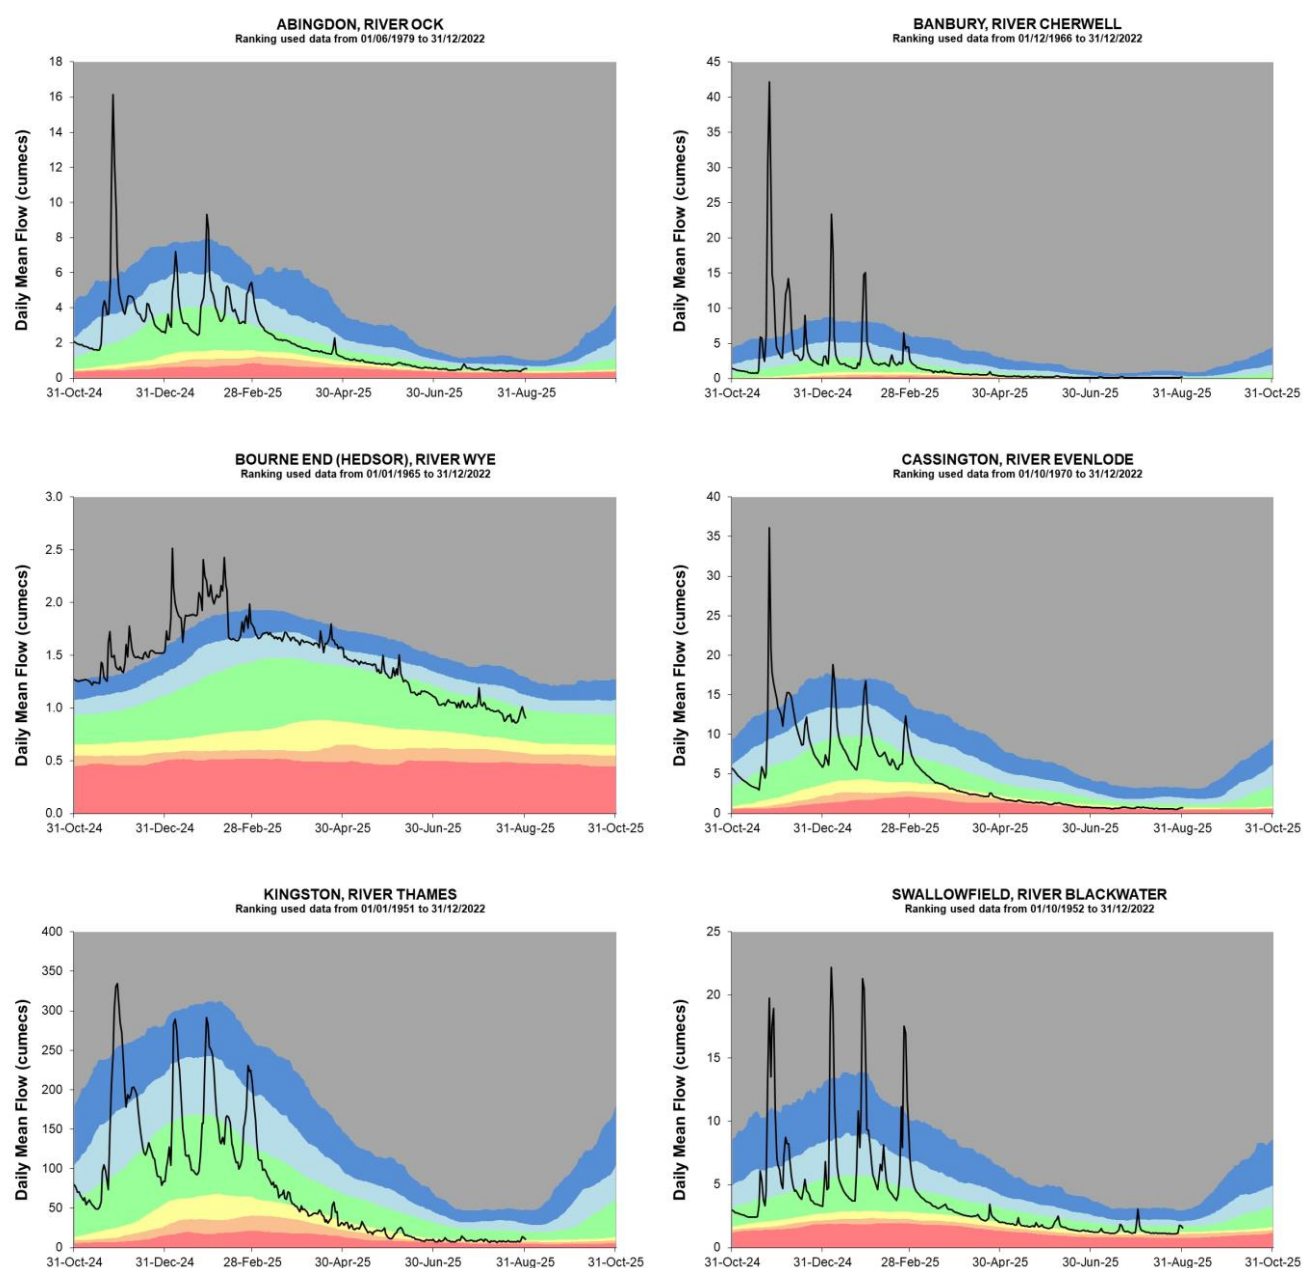 ABINGDON, RIVER OCK
Ranking used data from 01/06/1979 to 31/12/2022
Daily Mean Flow (cumecs)
18
16
14
12
10
8
6
4
2
0
31-Oct-24 31-Dec-24 28-Feb-25 30-Apr-25 30-Jun-25 31-Aug-25
BANBURY, RIVER CHERWELL
Ranking used data from 01/12/1966 to 31/12/2022
Daily Mean Flow (cumecs)
45
40
35
30
25
20
15
10
5
0
31-Oct-24 31-Dec-24 28-Feb-25 30-Apr-25 30-Jun-25 31-Aug-25 31-Oct-25
BOURNE END (HEDSOR), RIVER WYE
Ranking used data from 01/01/1965 to 31/12/2022
Daily Mean Flow (cumecs)
3.0
2.5
2.0
1.5
1.0
0.5
0.0
31-Oct-24 31-Dec-24 28-Feb-25 30-Apr-25 30-Jun-25 31-Aug-25 31-Oct-25
CASSINGTON, RIVER EVENLODE
Ranking used data from 01/10/1970 to 31/12/2022
Daily Mean Flow (cumecs)
40
35
30
25
20
15
10
5
0
31-Oct-24 31-Dec-24 28-Feb-25 30-Apr-25 30-Jun-25 31-Aug-25 31-Oct-25
KINGSTON, RIVER THAMES
Ranking used data from 01/01/1951 to 31/12/2022
Daily Mean Flow (cumecs)
400
350
300
250
200
150
100
50
0
31-Oct-24 31-Dec-24 28-Feb-25 30-Apr-25 30-Jun-25 31-Aug-25 31-Oct-25
SWALLOWFIELD, RIVER BLACKWATER
Ranking used data from 01/10/1952 to 31/12/2022
Daily Mean Flow (cumecs)
25
20
15
10
5
0
31-Oct-24 31-Dec-24 28-Feb-25 30-Apr-25 30-Jun-25 31-Aug-25 31-Oct-25